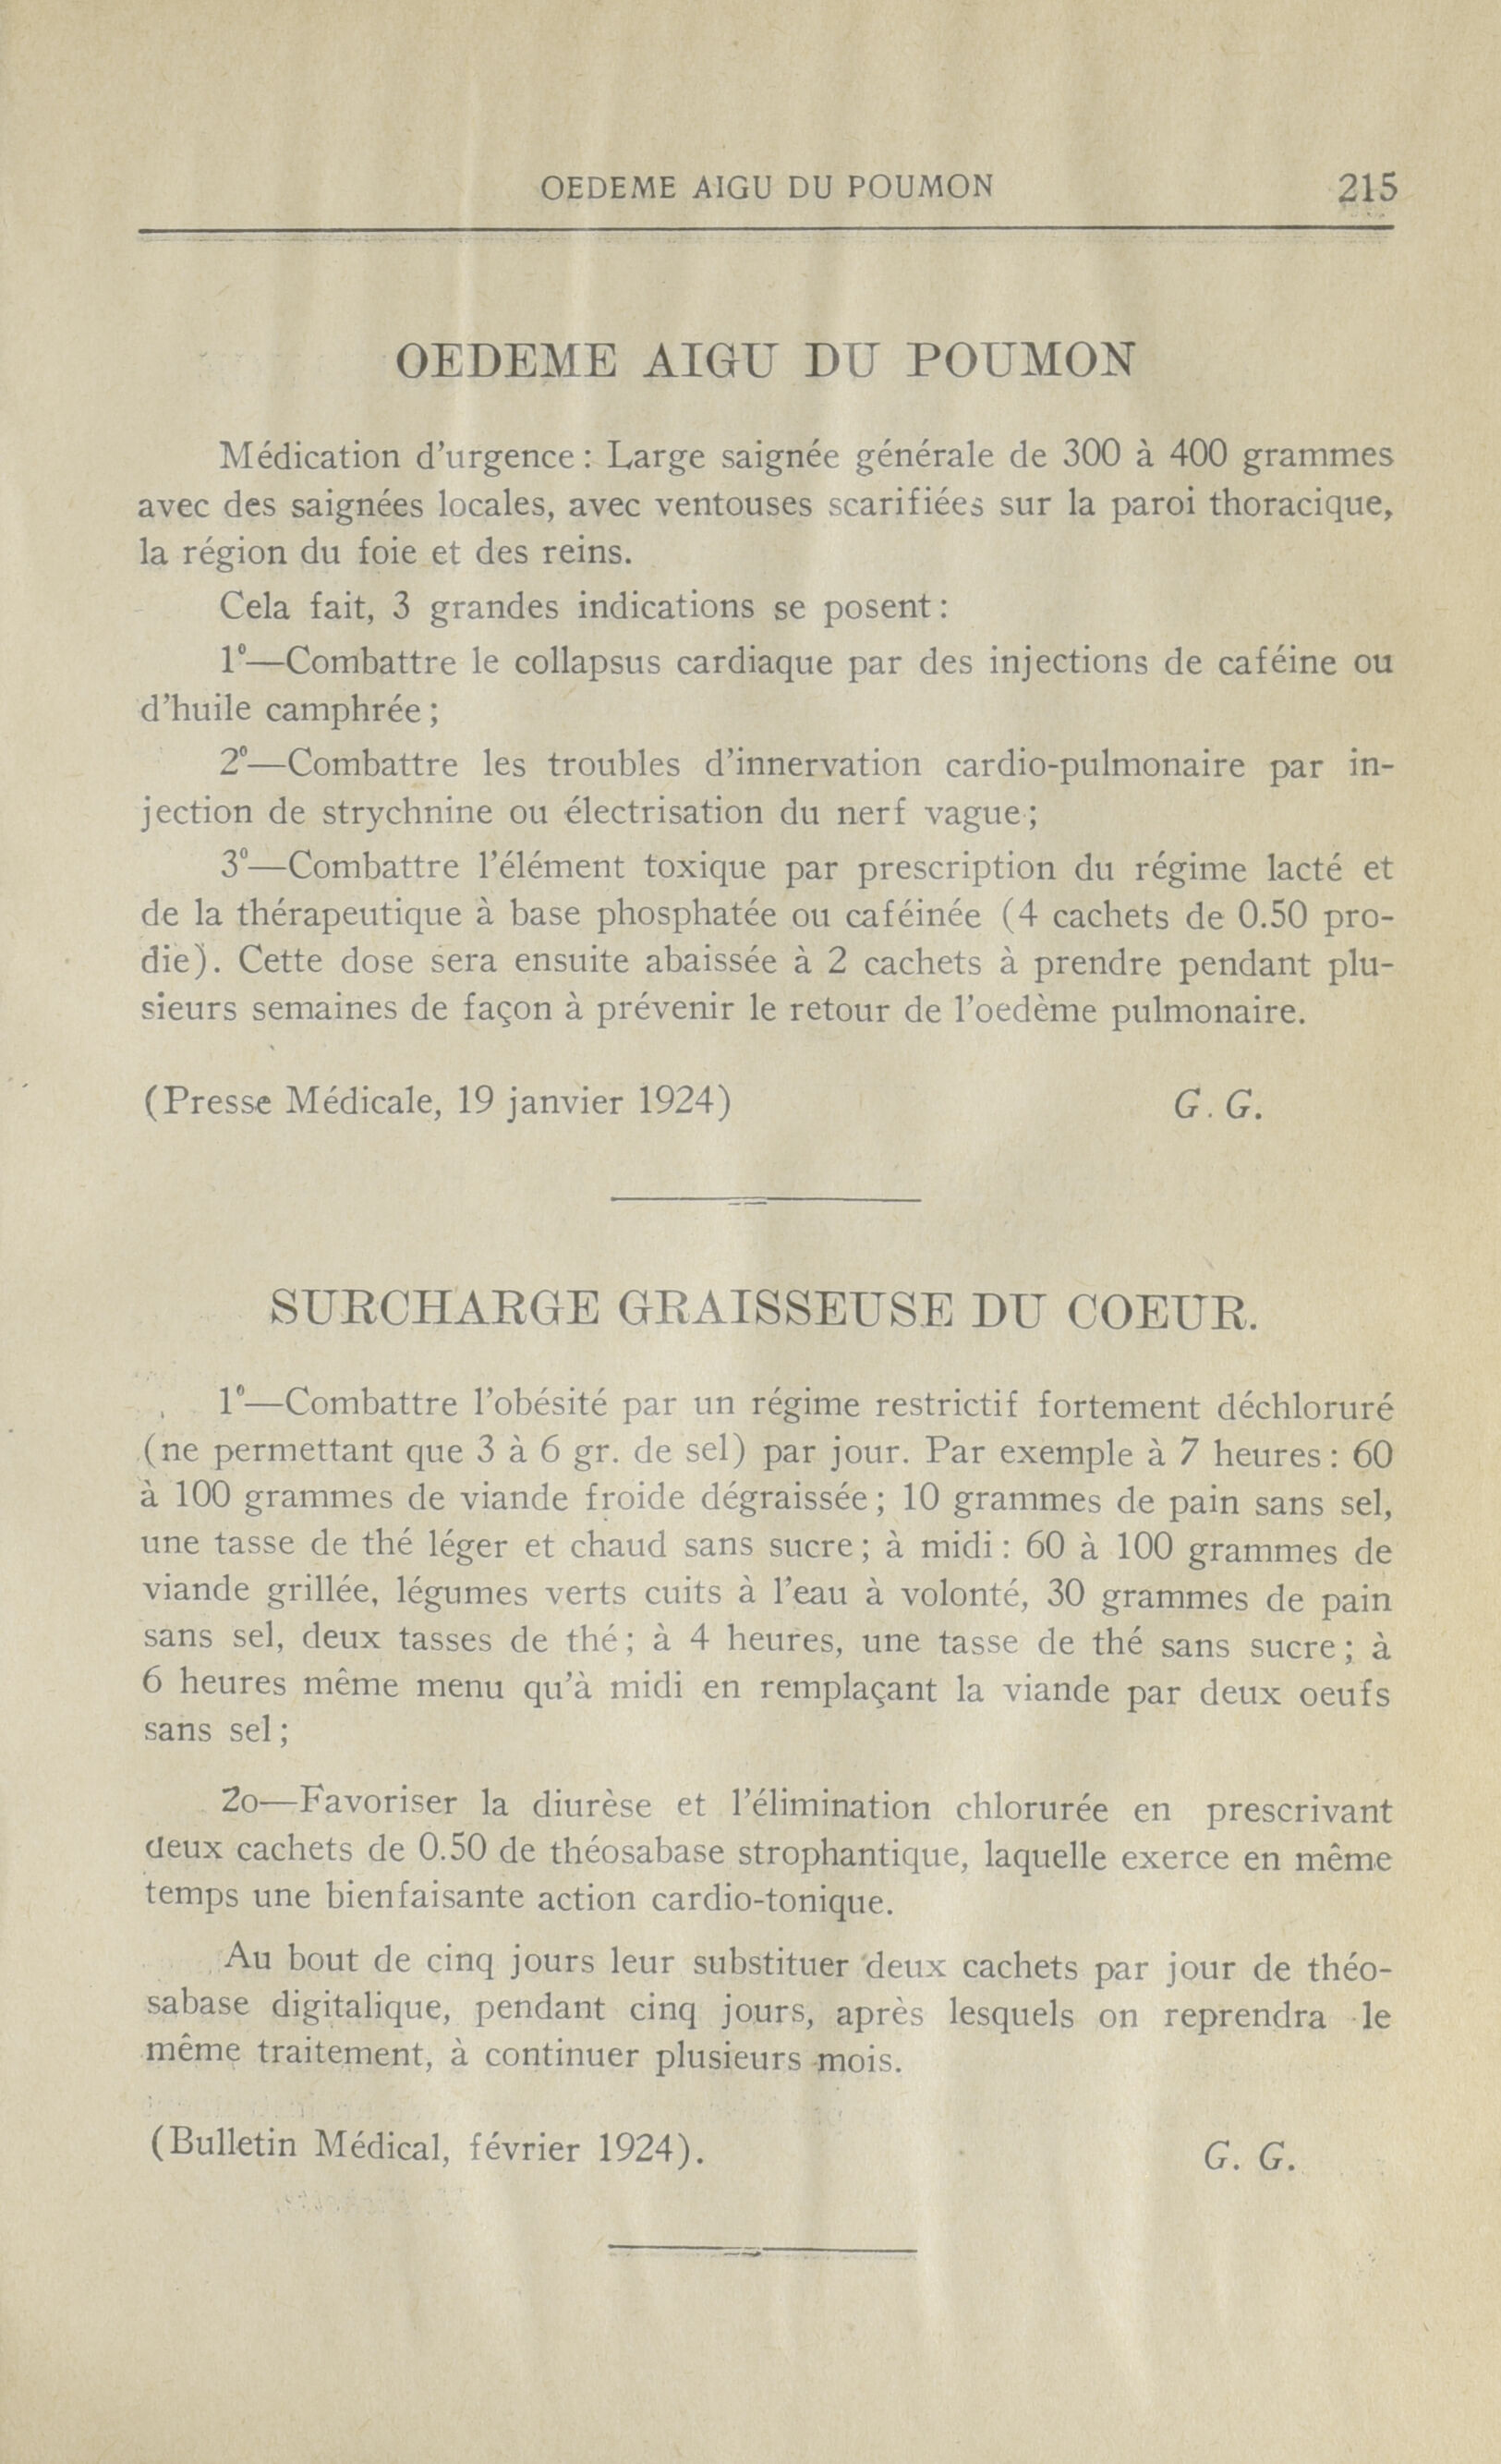 OEDEME AIGU DU POUMON 215
OEDEME AIGU DU POUMON
Médication d'urgence : Large saignée générale de 300 à 400 grammes
avec des saignées locales, avec ventouses scarifiées sur la paroi thoracique,
la région du foie et des reins.
Cela fait, 3 grandes indications se posent :
1°—Combattre le collapsus cardiaque par des injections de caféine ou
d'huile camphrée ;
2°—Combattre les troubles d'innervation cardio-pulmonaire par in-
jection de strychnine ou électrisation du nerf vague ;
3°—Combattre l'élément toxique par prescription du régime lacté et
de la thérapeutique à base phosphatée ou caféinée (4 cachets de 0.50 pro-
die). Cette dose sera ensuite abaissée à 2 cachets à prendre pendant plu-
sieurs semaines de façon à prévenir le retour de l'oedème pulmonaire.
(Presse Médicale, 19 janvier 1924) G. G.
SURCHARGE GRAISSEUSE DU COEUR.
1°—Combattre l'obésité par un régime restrictif fortement déchloruré
(ne permettant que 3 à 6 gr. de sel) par jour. Par exemple à 7 heures : 60
à 100 grammes de viande froide dégraissée ; 10 grammes de pain sans sel,
une tasse de thé léger et chaud sans sucre ; à midi : 60 à 100 grammes de
viande grillée, légumes verts cuits à l'eau à volonté, 30 grammes de pain
sans sel, deux tasses de thé ; à 4 heures, une tasse de thé sans sucre ; à
6 heures même menu qu'à midi en remplaçant la viande par deux oeufs
sans sel ;
2o—Favoriser la diurèse et l'élimination chlorurée en prescrivant
deux cachets de 0.50 de théosabase strophantique, laquelle exerce en même
temps une bienfaisante action cardio-tonique.
Au bout de cinq jours leur substituer deux cachets par jour de théo-
sabase digitalique, pendant cinq jours, après lesquels on reprendra le
même traitement, à continuer plusieurs mois.
(Bulletin Médical, février 1924). G. G.